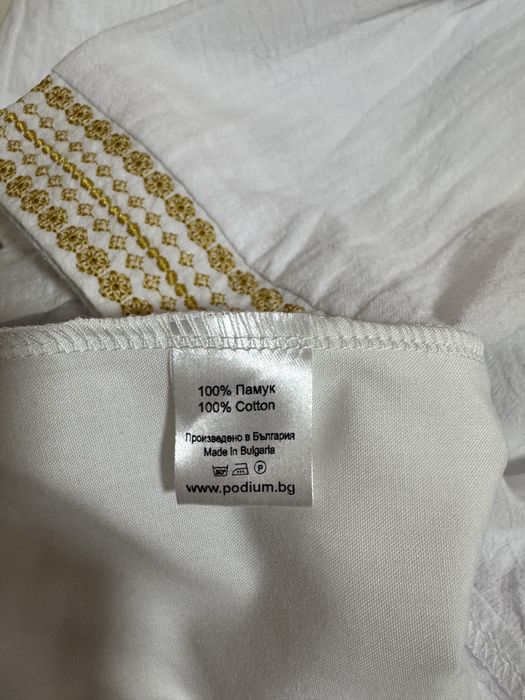 100% Памук
100% Cotton
Произведено в България
Made In Bulgaria
P
www.podium.bg